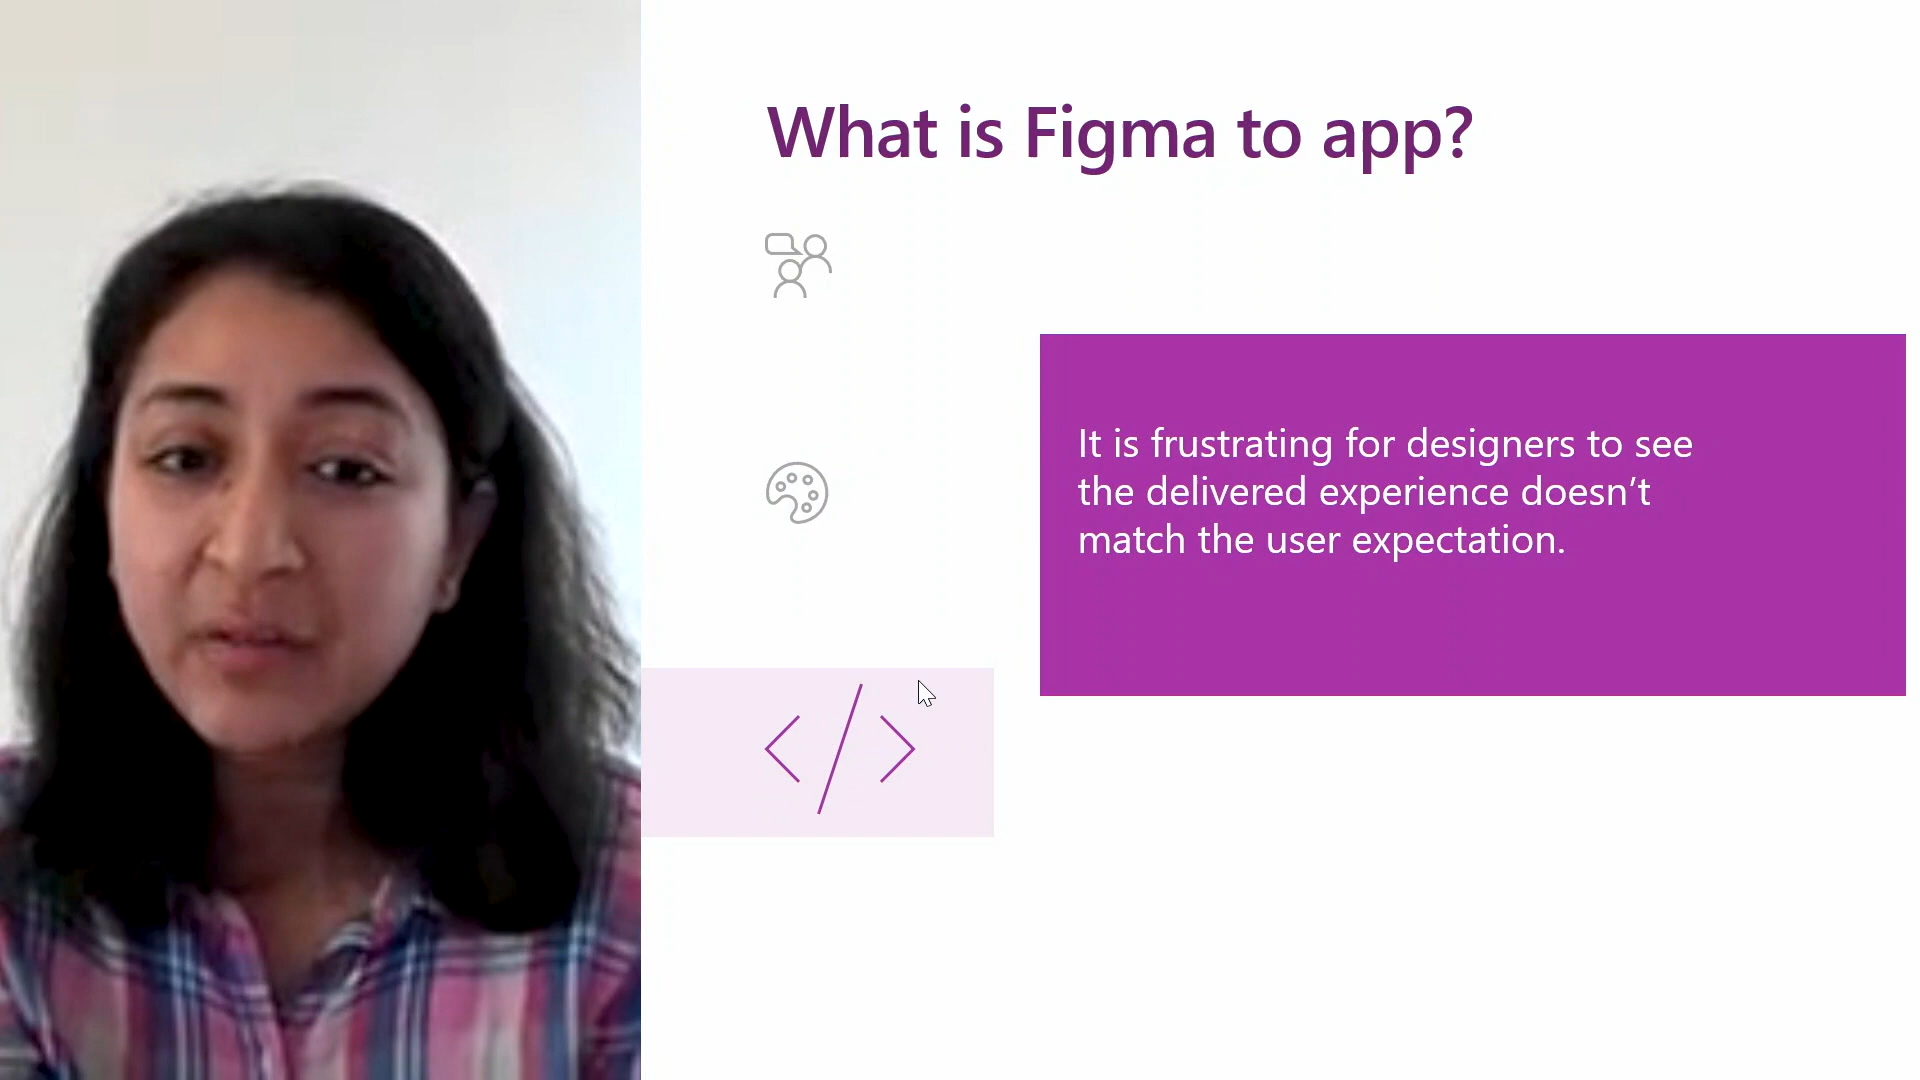 What is Figma to app?
It is frustrating for designers to see
the delivered experience doesn’t
match the user expectation.